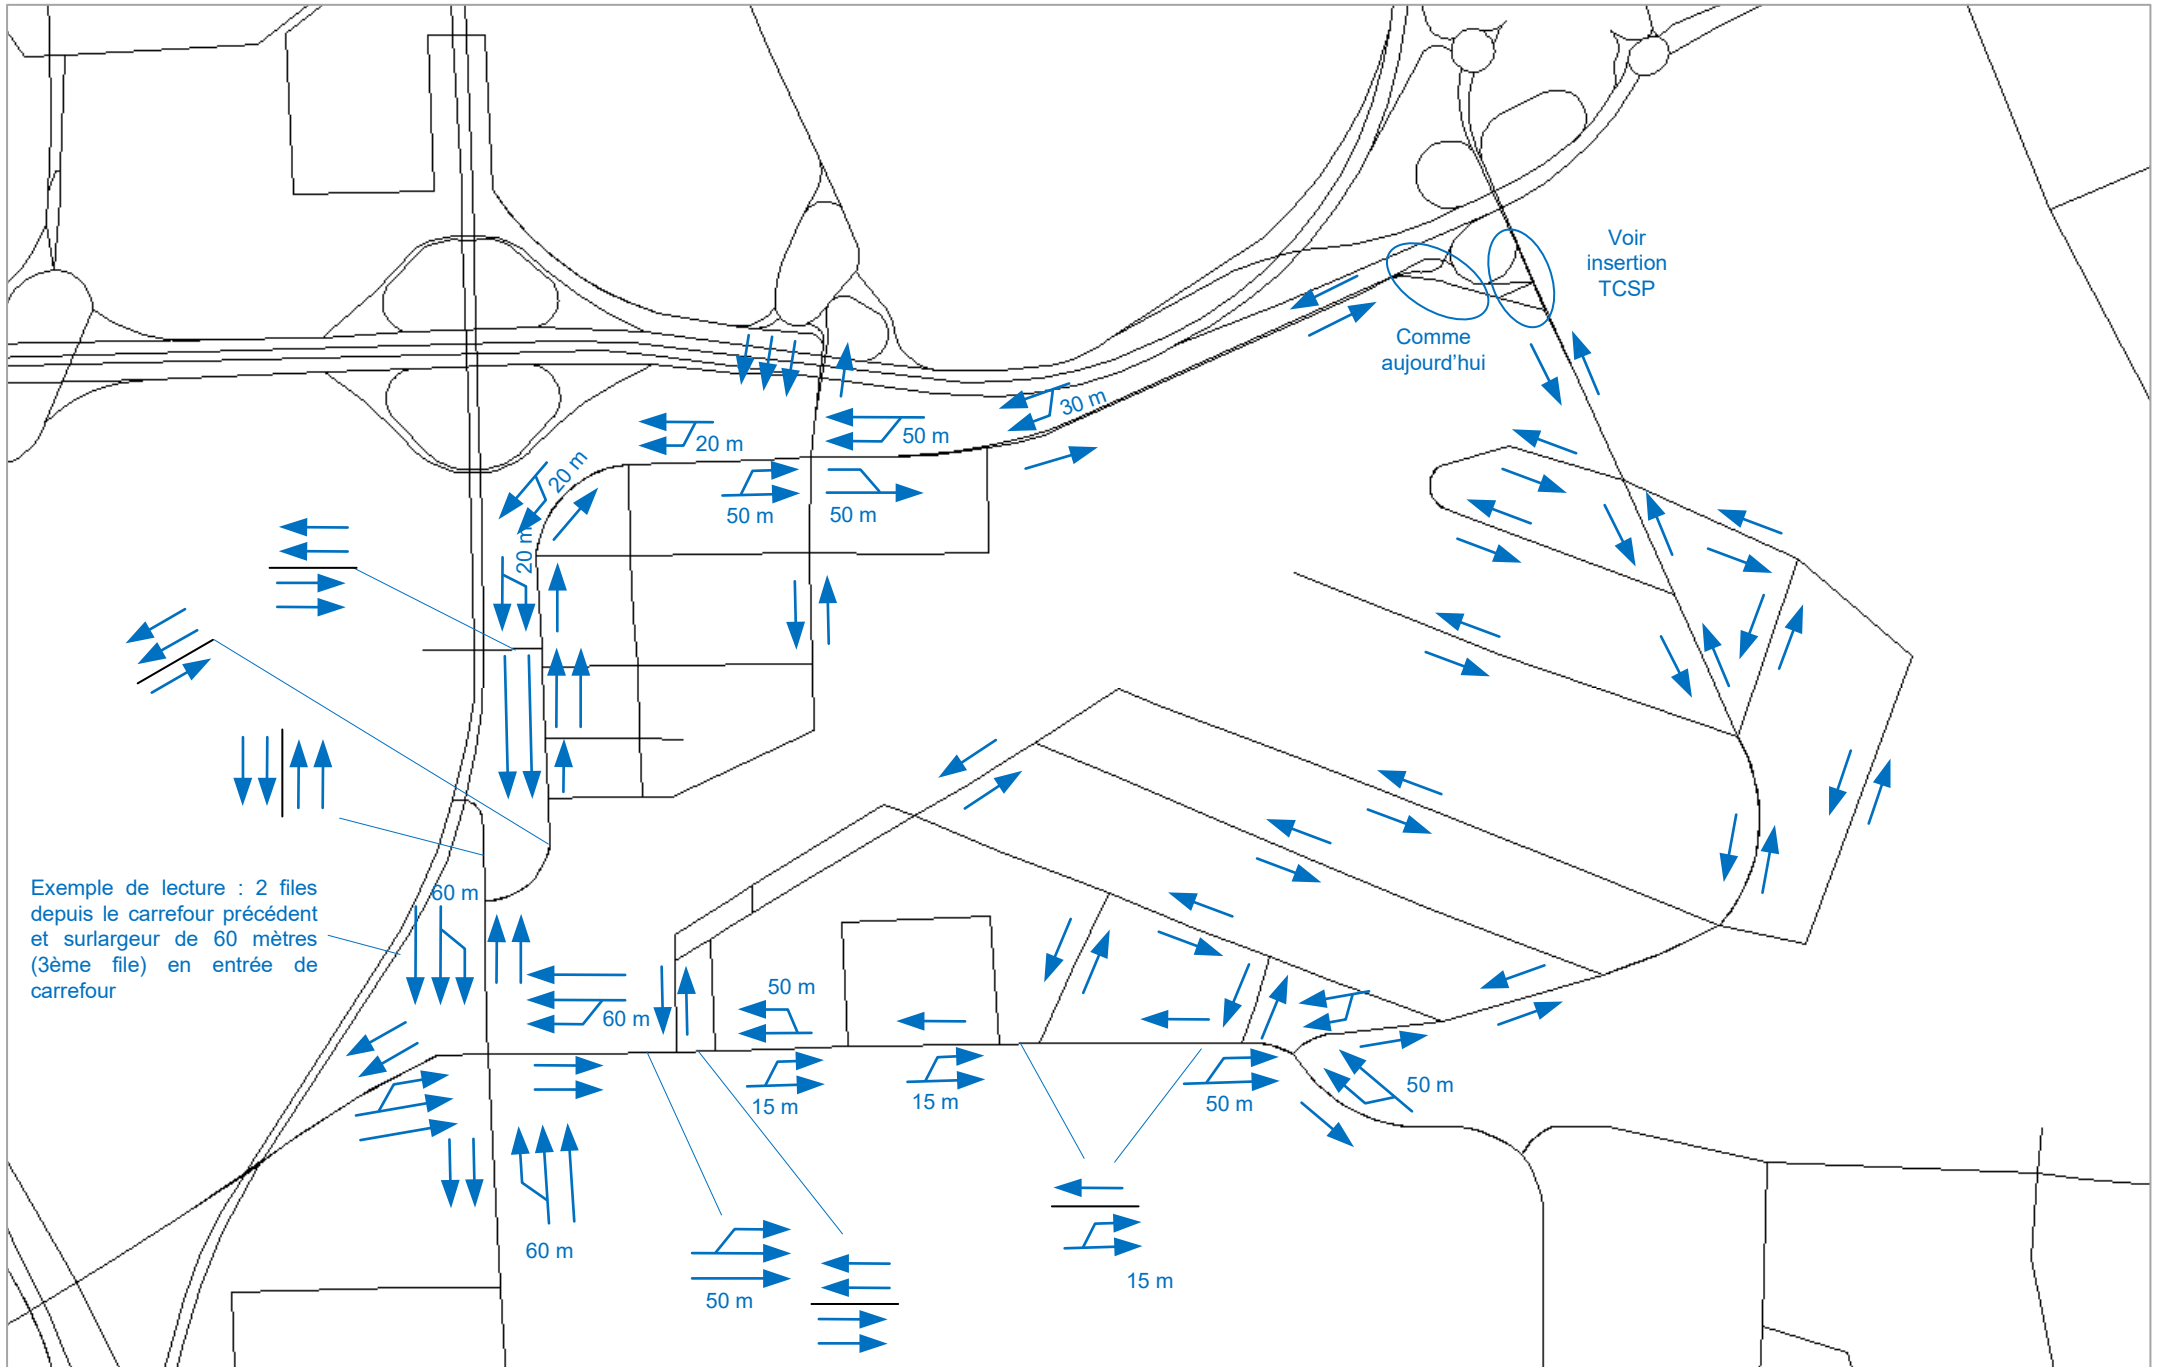 Voir
insertion
TCSP
Comme
aujourd'hui
30 m
20 m
50 m
20 m
50 m
50 m
20 m
Exemple de lecture : 2 files
depuis le carrefour précédent
et surlargeur de 60 mètres
(3ème file) en entrée de
carrefour
60 m
50 m
60 m
50 m
15 m
15 m
50 m
60 m
15 m
50 m